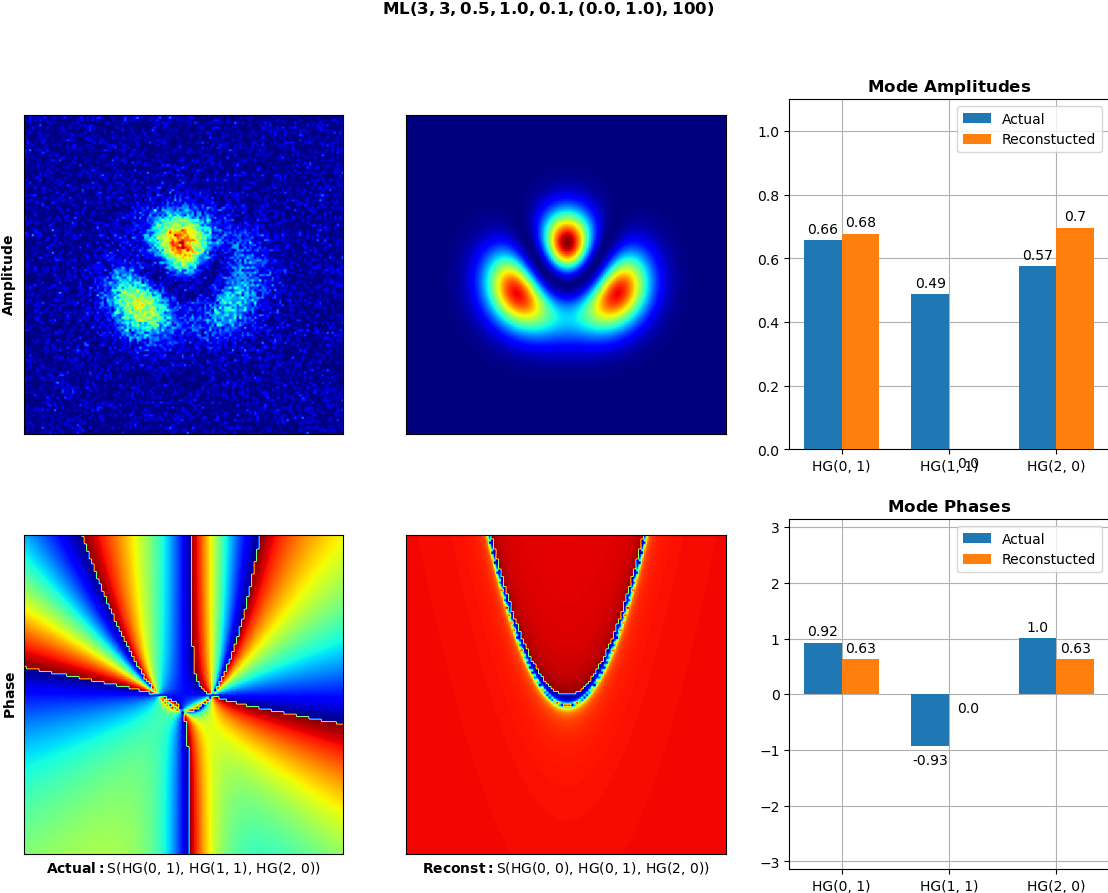 ML(3, 3, 0.5, 1.0, 0.1, (0.0, 1.0), 100)
Amplitude
Mode Amplitudes
Actual
Reconstucted
1.0
0.8
0.6
0.4
0.2
0.0
0.66
0.68
0.49
0.0
0.57
0.7
HG(0, 1)
HG(1, 1)
HG(2, 0)
Phase
Actual: S(HG(0, 1), HG(1, 1), HG(2, 0))
Reconst: S(HG(0, 0), HG(0, 1), HG(2, 0))
Mode Phases
Actual
Reconstucted
3
2
1
0
−1
−2
−3
0.92
0.63
-0.93
0.0
1.0
0.63
HG(0, 1)
HG(1, 1)
HG(2, 0)